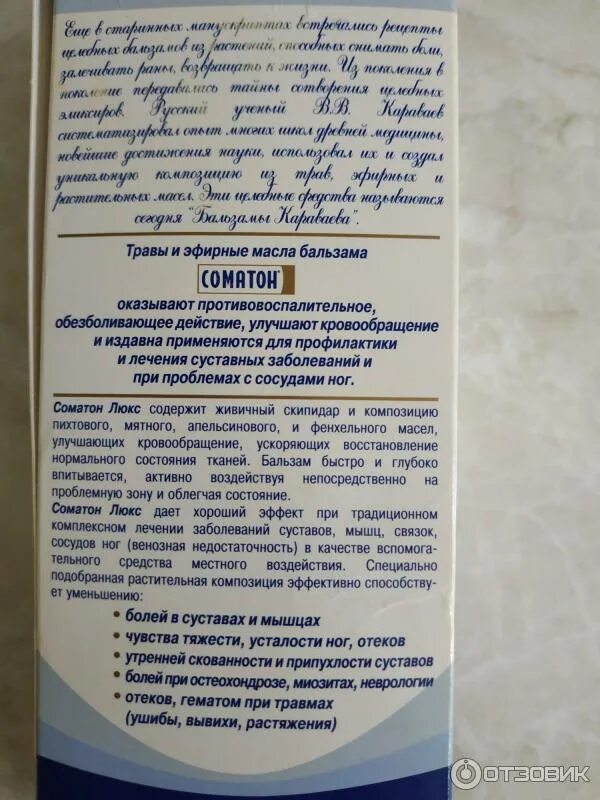 Еще в старинных манускриптах встречались рецепты
целебных бальзамов из растений, способных снимать боли,
залечивать раны, возвращать к жизни. Из поколения в
поколение передавались тайны сотворения целебных
эликсиров. Русский ученый В.В. Караваев
систематизировал опыт многих школ древней медицины,
новейшие достижения науки, использовал их и создал
уникальную композицию из трав, эфирных и
растительных масел. Эти целебные средства называются
сегодня "Бальзамы Караваева".
Травы и эфирные масла бальзама
СОМАТОН
оказывают противовоспалительное,
обезболивающее действие, улучшают кровообращение
и издавна применяются для профилактики
и лечения суставных заболеваний и
при проблемах с сосудами ног.
Соматон Люкс содержит живичный скипидар и композицию
пихтового, мятного, апельсинового, и фенхельного масел,
улучшающих кровообращение, ускоряющих восстановление
нормального состояния тканей. Бальзам быстро и глубоко
впитывается, активно воздействуя непосредственно на
проблемную зону и облегчая состояние.
Соматон Люкс дает хороший эффект при традиционном
комплексном лечении заболеваний суставов, мышц, связок,
сосудов ног (венозная недостаточность) в качестве вспомога-
тельного средства местного воздействия. Специально
подобранная растительная композиция эффективно способству-
ет уменьшению:
• болей в суставах и мышцах
• чувства тяжести, усталости ног, отеков
• утренней скованности и припухлости суставов
• болей при остеохондрозе, миозитах, неврологии
• отеков, гематом при травмах
(ушибы, вывихи, растяжения)
ОТЗОВИК